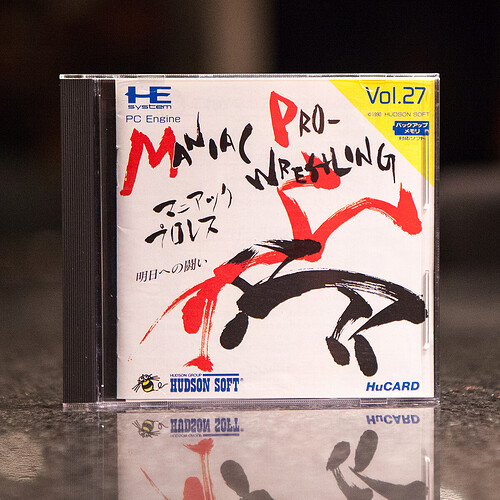 HE
system
PC Engine
Vol.27
© 1990 HUDSON SOFT
バックアップ
メモリ
MANIAC PRO-
WRESTLING
マニアック
プロレス
明日への闘い
HUDSON GROUP
HUDSON SOFT®
HuCARD